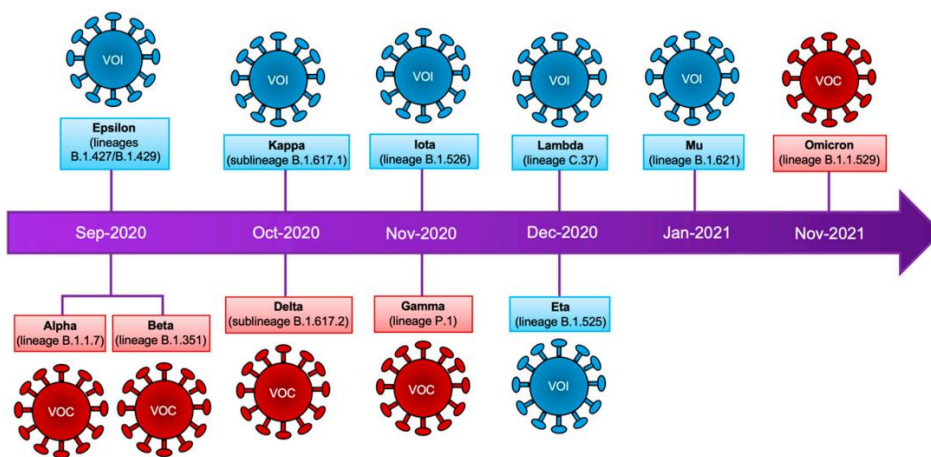 VOI
VOI
VOI
VOI
VOI
VOC
Epsilon
(lineages
B.1.427/B.1.429)
Kappa
(sublineage B.1.617.1)
Iota
(lineage B.1.526)
Lambda
(lineage C.37)
Mu
(lineage B.1.621)
Omicron
(lineage B.1.1.529)
Sep-2020
Oct-2020
Nov-2020
Dec-2020
Jan-2021
Nov-2021
Alpha
(lineage B.1.1.7)
Beta
(lineage B.1.351)
Delta
(sublineage B.1.617.2)
Gamma
(lineage P.1)
Eta
(lineage B.1.525)
VOC
VOC
VOC
VOC
VOI